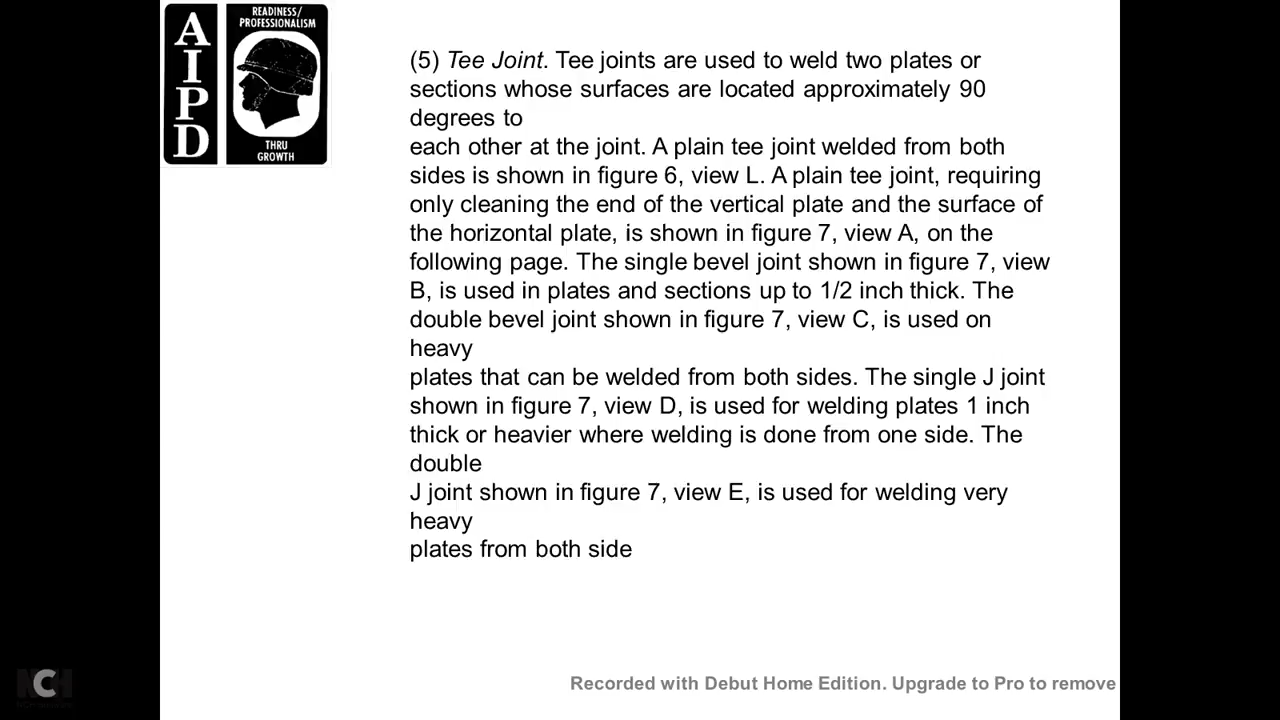 A
I
P
D
READINESS/
PROFESSIONALISM
THRU
GROWTH
(5) Tee Joint. Tee joints are used to weld two plates or
sections whose surfaces are located approximately 90
degrees to
each other at the joint. A plain tee joint welded from both
sides is shown in figure 6, view L. A plain tee joint, requiring
only cleaning the end of the vertical plate and the surface of
the horizontal plate, is shown in figure 7, view A, on the
following page. The single bevel joint shown in figure 7, view
B, is used in plates and sections up to 1/2 inch thick. The
double bevel joint shown in figure 7, view C, is used on
heavy
plates that can be welded from both sides. The single J joint
shown in figure 7, view D, is used for welding plates 1 inch
thick or heavier where welding is done from one side. The
double
J joint shown in figure 7, view E, is used for welding very
heavy
plates from both side
NCH
Recorded with Debut Home Edition. Upgrade to Pro to remove